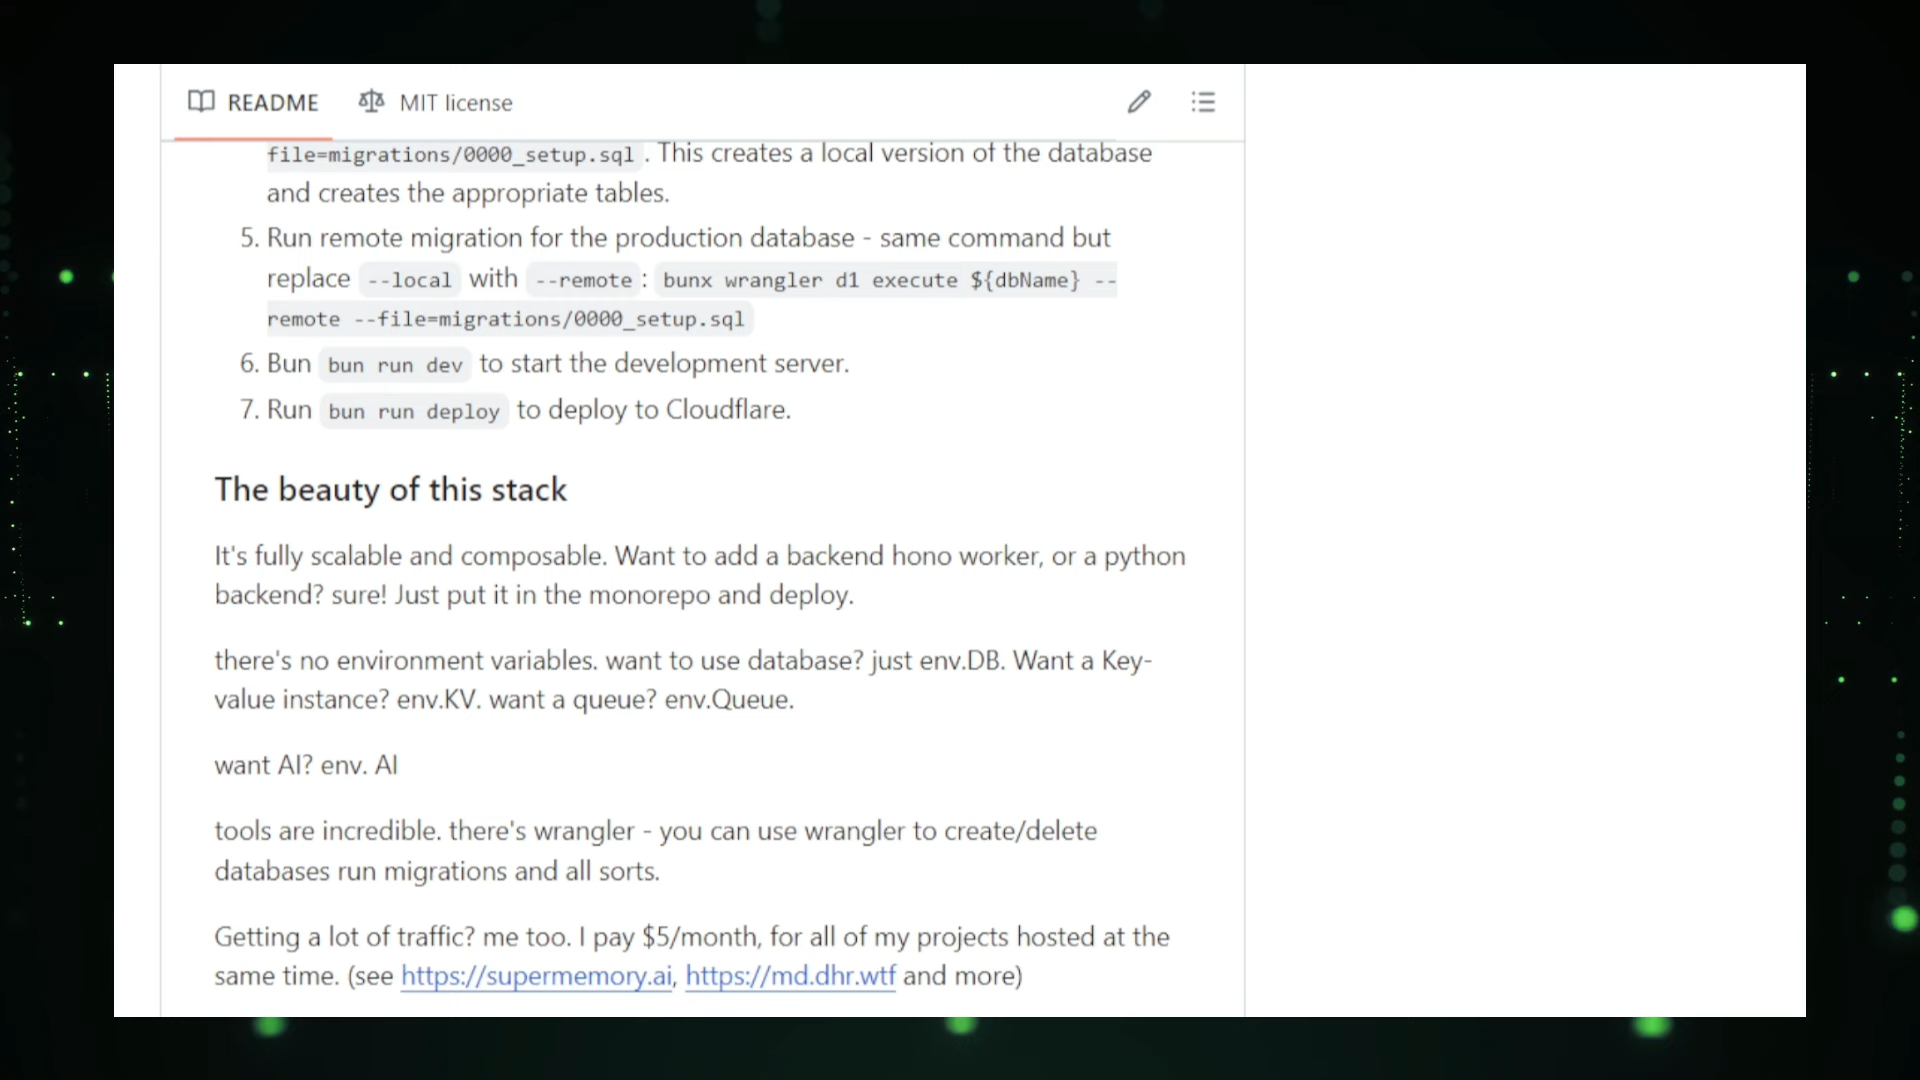 README MIT license
file=migrations/0000_setup.sql . This creates a local version of the database
and creates the appropriate tables.
5. Run remote migration for the production database - same command but
replace --local with --remote : bunx wrangler d1 execute ${dbName} --
remote --file=migrations/0000_setup.sql
6. Bun bun run dev to start the development server.
7. Run bun run deploy to deploy to Cloudflare.
The beauty of this stack
It's fully scalable and composable. Want to add a backend hono worker, or a python
backend? sure! Just put it in the monorepo and deploy.
there's no environment variables. want to use database? just env.DB. Want a Key-
value instance? env.KV. want a queue? env.Queue.
want AI? env. AI
tools are incredible. there's wrangler - you can use wrangler to create/delete
databases run migrations and all sorts.
Getting a lot of traffic? me too. I pay $5/month, for all of my projects hosted at the
same time. (see https://supermemory.ai, https://md.dhr.wtf and more)